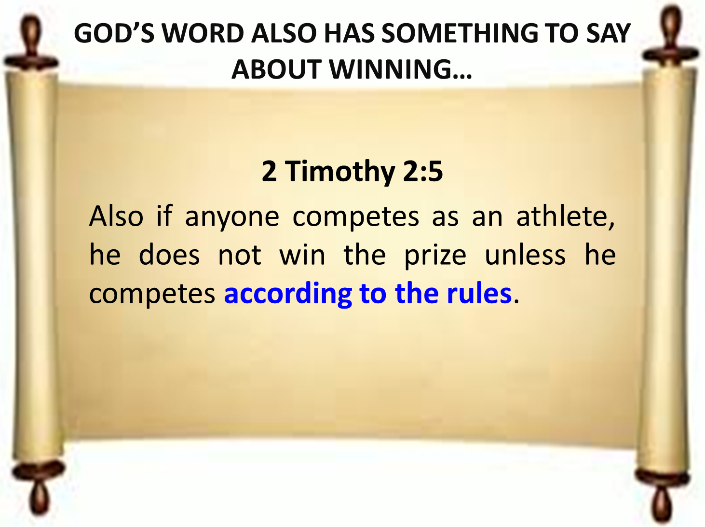 GOD’S WORD ALSO HAS SOMETHING TO SAY
ABOUT WINNING…
2 Timothy 2:5
Also if anyone competes as an athlete,
he does not win the prize unless he
competes according to the rules.